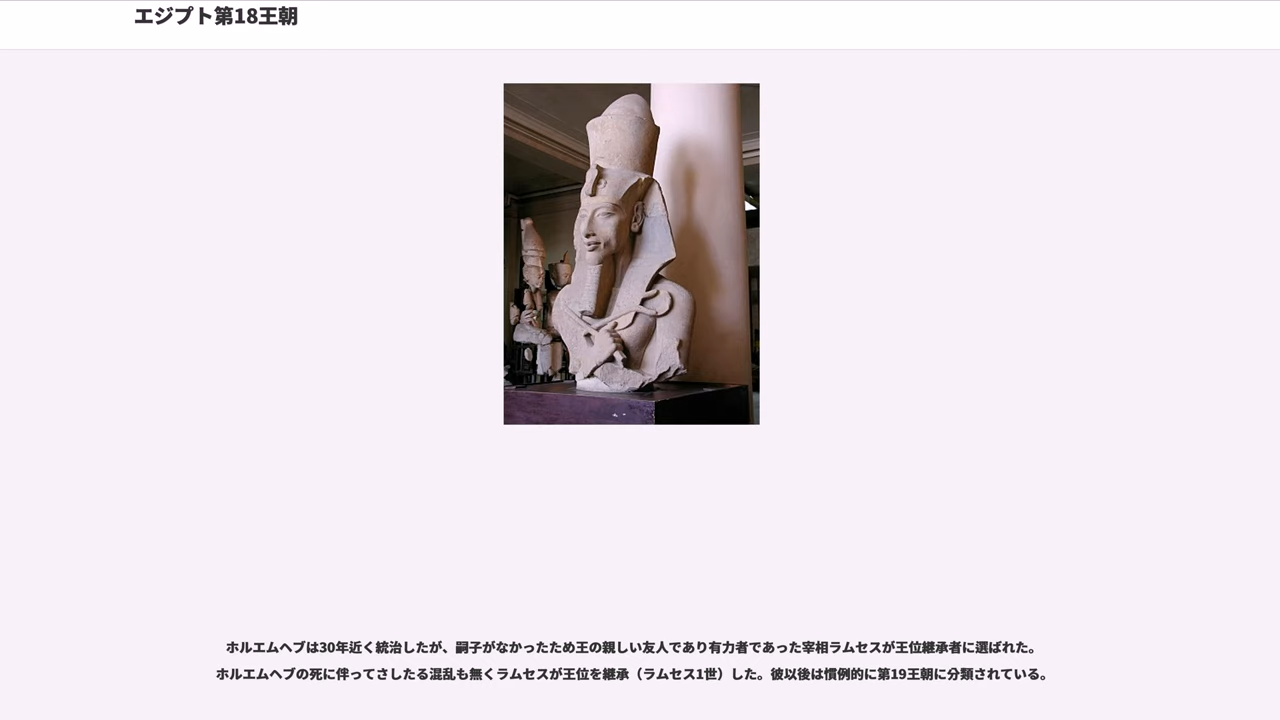 エジプト第18王朝
ホルエムヘブは30年近く統治したが、嗣子がなかったため王の親しい友人であり有力者であった宰相ラムセスが王位継承者に選ばれた。
ホルエムヘブの死に伴ってさしたる混乱も無くラムセスが王位を継承（ラムセス1世）した。彼以後は慣例的に第19王朝に分類されている。